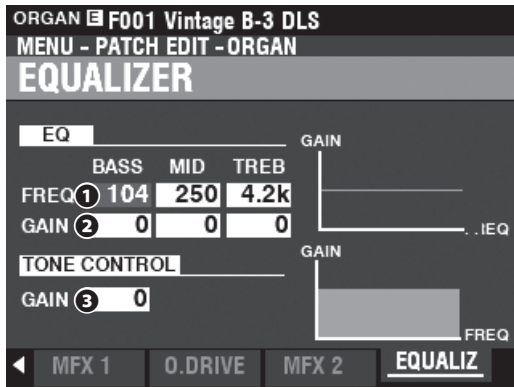 ORGAN E F001 Vintage B-3 DLS
MENU - PATCH EDIT - ORGAN
EQUALIZER
EQ
GAIN
BASS MID TREB
FREQ 1 104 250 4.2k
GAIN 2 0 0 0
. . IEQ
TONE CONTROL
GAIN
GAIN 3 0
FREQ
MFX 1 O.DRIVE MFX 2 EQUALIZ